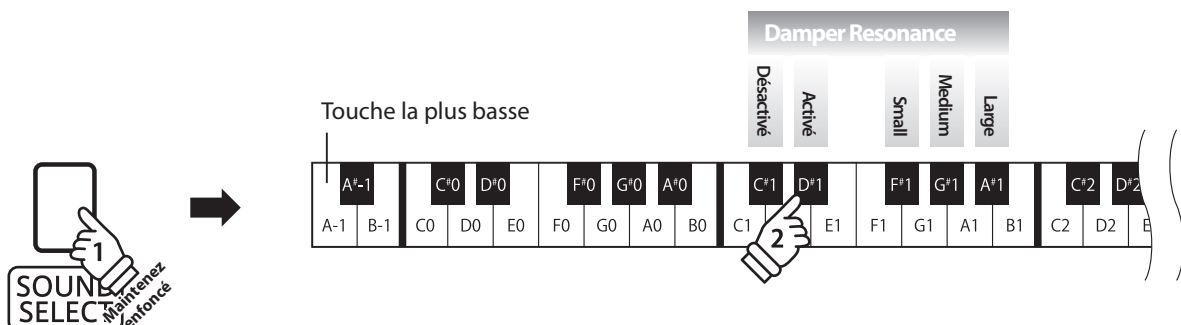 Damper Resonance
Désactivé
Activé
Small
Medium
Large
Touche la plus basse
A#-1 C#0 D#0 F#0 G#0 A#0 C#1 D#1 F#1 G#1 A#1 C#2 D#2
A-1 B-1 C0 D0 E0 F0 G0 A0 B0 C1 E1 F1 G1 A1 B1 C2 D2 E
1
2
SOUND
SELECT
Maintenez
enfoncé